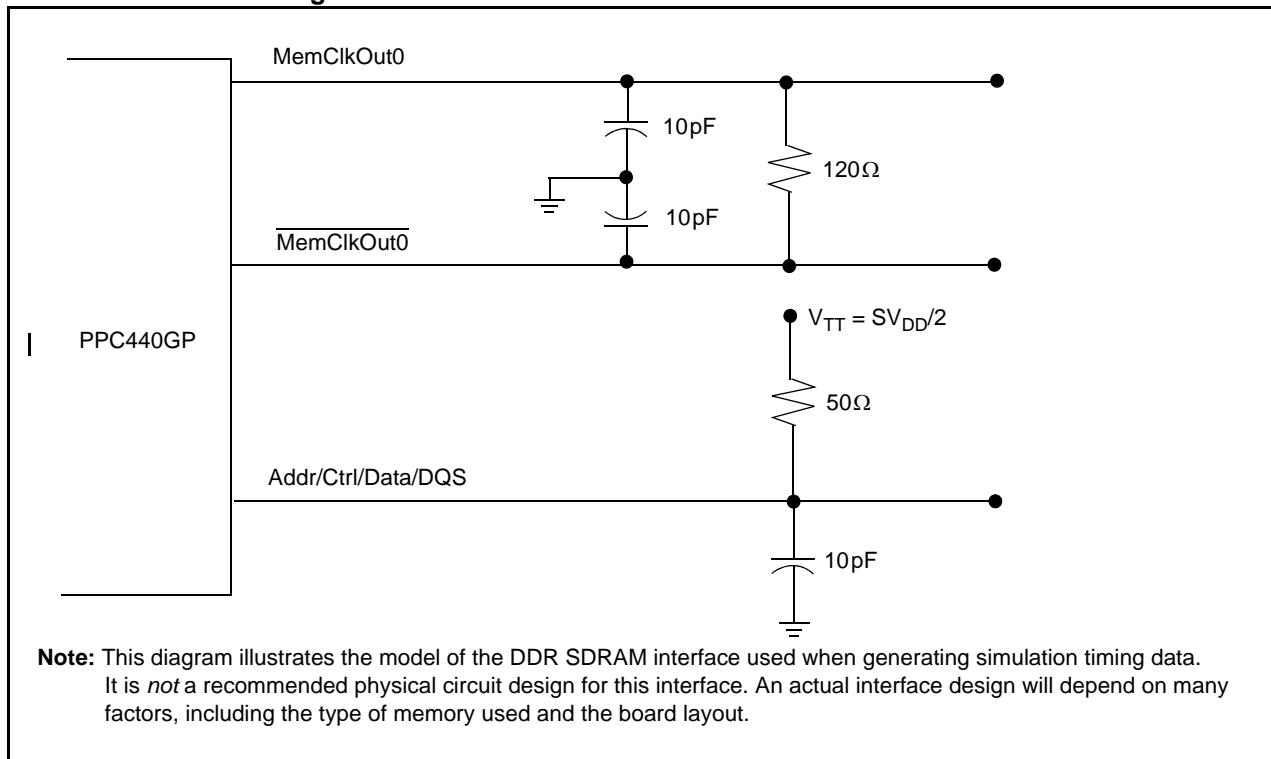 MemClkOut0
10pF
120Ω
10pF
MemClkOut0
V_TT = SV_DD/2
PPC440GP
50Ω
Addr/Ctrl/Data/DQS
10pF
Note: This diagram illustrates the model of the DDR SDRAM interface used when generating simulation timing data.
It is not a recommended physical circuit design for this interface. An actual interface design will depend on many
factors, including the type of memory used and the board layout.